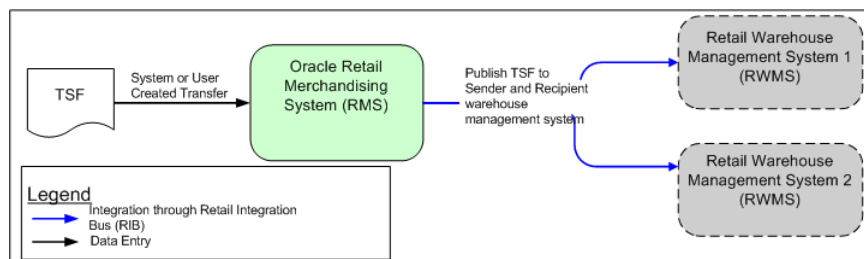 TSF
System or User
Created Transfer
Oracle Retail
Merchandising
System (RMS)
Publish TSF to
Sender and Recipient
warehouse
management system
Retail Warehouse
Management System 1
(RWMS)
Retail Warehouse
Management System 2
(RWMS)
Legend
Integration through Retail Integration
Bus (RIB)
Data Entry